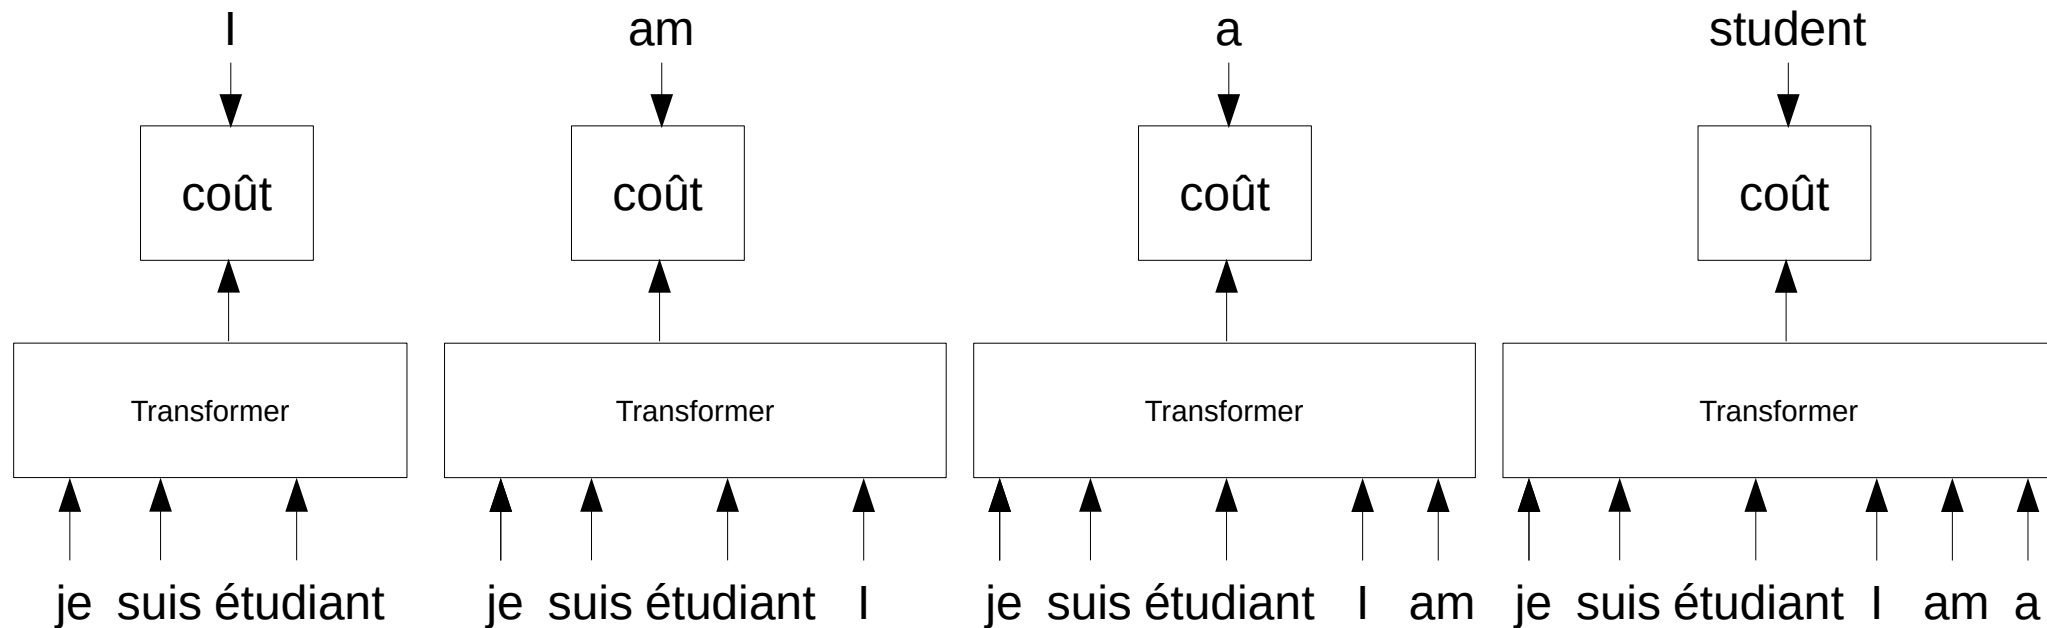 I am a student
coût coût coût coût
Transformer Transformer Transformer Transformer
je suis étudiant je suis étudiant I je suis étudiant I am je suis étudiant I am a